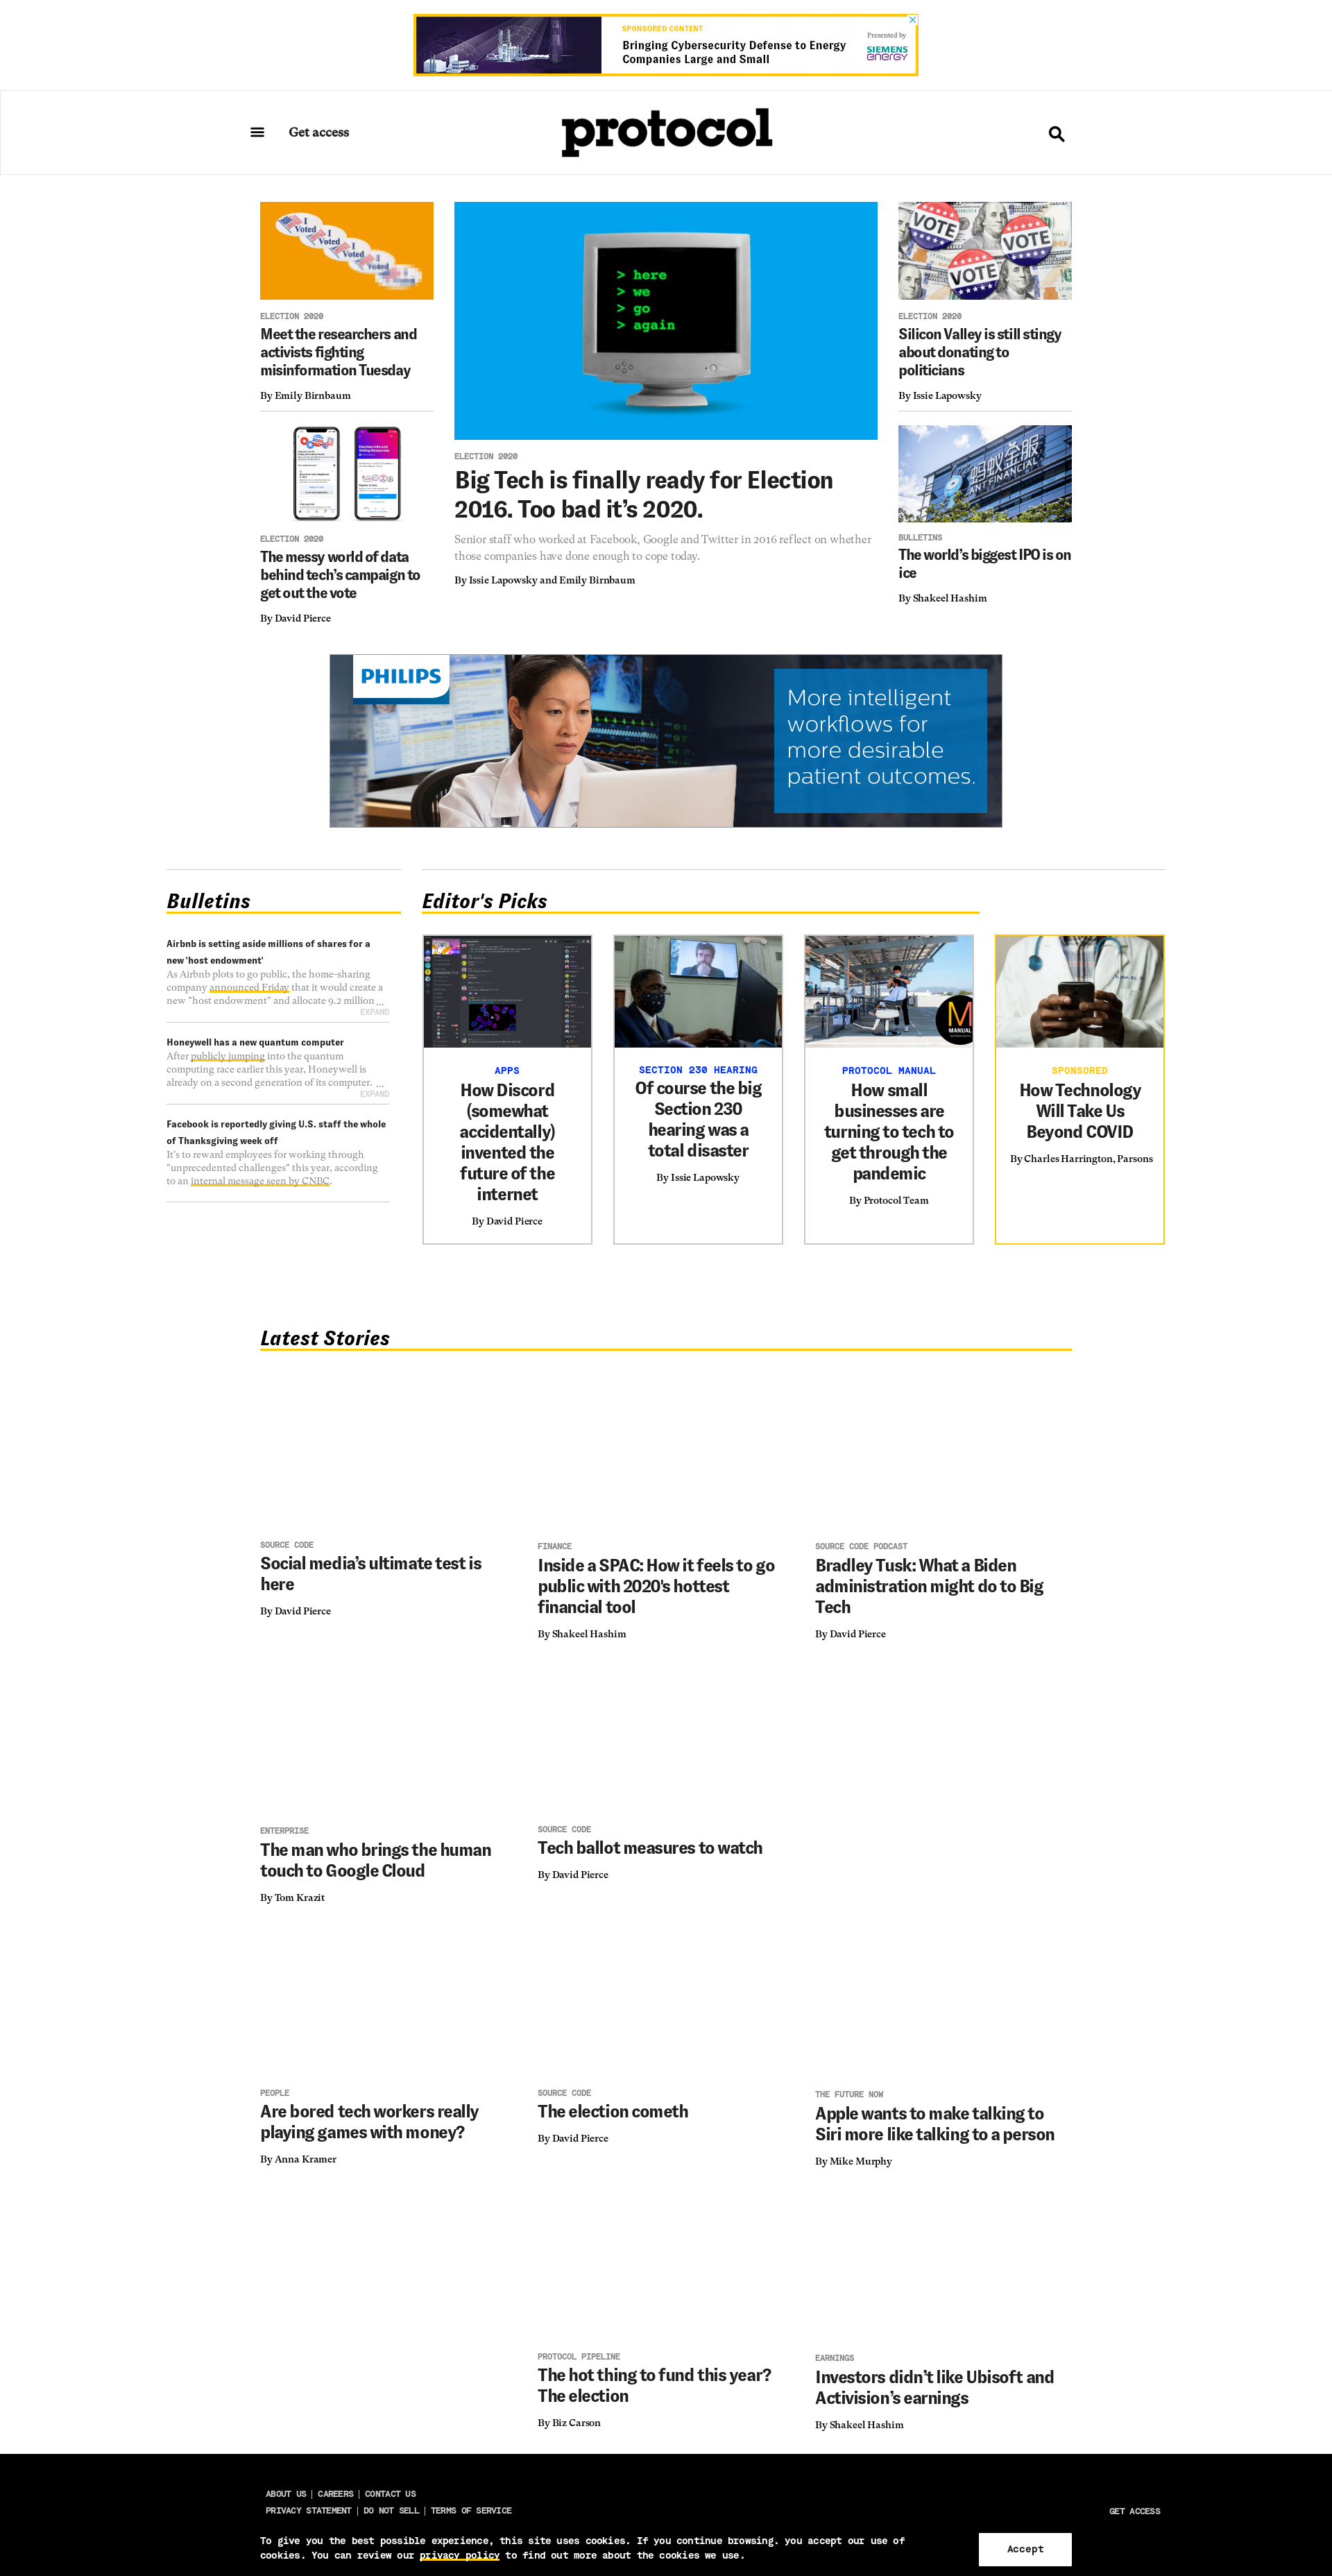 SPONSORED CONTENT
Bringing Cybersecurity Defense to Energy
Companies Large and Small
Presented by
SIEMENS
energy
Get access
protocol
I Voted
I Voted
I Voted
I Voted
ELECTION 2020
Meet the researchers and
activists fighting
misinformation Tuesday
By Emily Birnbaum
ELECTION 2020
The messy world of data
behind tech’s campaign to
get out the vote
By David Pierce
> here
> we
> go
> again
ELECTION 2020
Big Tech is finally ready for Election
2016. Too bad it’s 2020.
Senior staff who worked at Facebook, Google and Twitter in 2016 reflect on whether
those companies have done enough to cope today.
By Issie Lapowsky and Emily Birnbaum
VOTE
VOTE
VOTE
ELECTION 2020
Silicon Valley is still stingy
about donating to
politicians
By Issie Lapowsky
蚂蚁金服
ANT FINANCIAL
BULLETINS
The world’s biggest IPO is on
ice
By Shakeel Hashim
PHILIPS
More intelligent
workflows for
more desirable
patient outcomes.
Bulletins
Airbnb is setting aside millions of shares for a
new 'host endowment'
As Airbnb plots to go public, the home-sharing
company announced Friday that it would create a
new "host endowment" and allocate 9.2 million ...
EXPAND
Honeywell has a new quantum computer
After publicly jumping into the quantum
computing race earlier this year, Honeywell is
already on a second generation of its computer. ...
EXPAND
Facebook is reportedly giving U.S. staff the whole
of Thanksgiving week off
It's to reward employees for working through
"unprecedented challenges" this year, according
to an internal message seen by CNBC.
Editor's Picks
APPS
How Discord
(somewhat
accidentally)
invented the
future of the
internet
By David Pierce
SECTION 230 HEARING
Of course the big
Section 230
hearing was a
total disaster
By Issie Lapowsky
M
MANUAL
PROTOCOL MANUAL
How small
businesses are
turning to tech to
get through the
pandemic
By Protocol Team
SPONSORED
How Technology
Will Take Us
Beyond COVID
By Charles Harrington, Parsons
Latest Stories
SOURCE CODE
Social media’s ultimate test is
here
By David Pierce
FINANCE
Inside a SPAC: How it feels to go
public with 2020's hottest
financial tool
By Shakeel Hashim
SOURCE CODE PODCAST
Bradley Tusk: What a Biden
administration might do to Big
Tech
By David Pierce
ENTERPRISE
The man who brings the human
touch to Google Cloud
By Tom Krazit
SOURCE CODE
Tech ballot measures to watch
By David Pierce
PEOPLE
Are bored tech workers really
playing games with money?
By Anna Kramer
SOURCE CODE
The election cometh
By David Pierce
THE FUTURE NOW
Apple wants to make talking to
Siri more like talking to a person
By Mike Murphy
PROTOCOL PIPELINE
The hot thing to fund this year?
The election
By Biz Carson
EARNINGS
Investors didn’t like Ubisoft and
Activision’s earnings
By Shakeel Hashim
ABOUT US | CAREERS | CONTACT US
PRIVACY STATEMENT | DO NOT SELL | TERMS OF SERVICE
GET ACCESS
To give you the best possible experience, this site uses cookies. If you continue browsing. you accept our use of
cookies. You can review our privacy policy to find out more about the cookies we use.
Accept